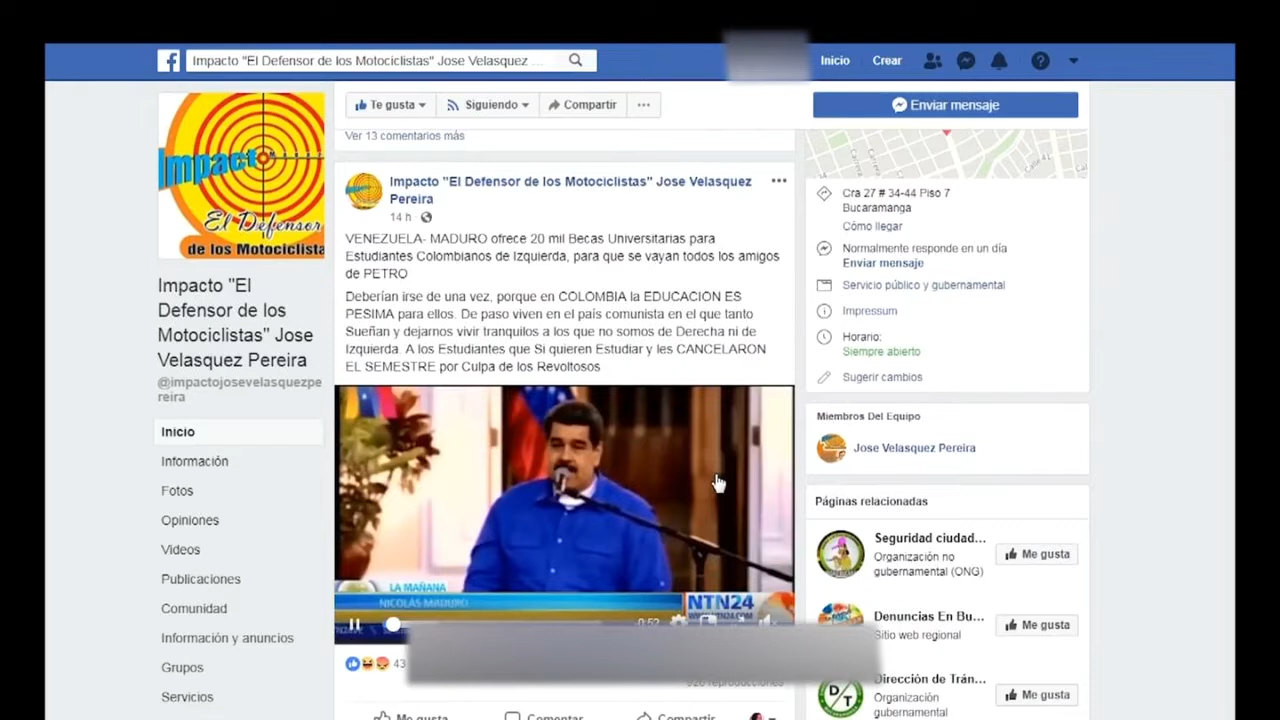 Impacto "El Defensor de los Motociclistas" Jose Velasquez ...
Inicio
Crear
Te gusta
Siguiendo
Compartir
...
Enviar mensaje
Ver 13 comentarios más
Impacto
El Defensor
de los Motociclista
Impacto "El
Defensor de los
Motociclistas" Jose
Velasquez Pereira
@impactojosevelasquezpe
reira
Inicio
Información
Fotos
Opiniones
Videos
Publicaciones
Comunidad
Información y anuncios
Grupos
Servicios
Impacto "El Defensor de los Motociclistas" Jose Velasquez
Pereira
14 h
VENEZUELA- MADURO ofrece 20 mil Becas Universitarias para
Estudiantes Colombianos de Izquierda, para que se vayan todos los amigos
de PETRO
Deberían irse de una vez, porque en COLOMBIA la EDUCACION ES
PESIMA para ellos. De paso viven en el país comunista en el que tanto
Sueñan y dejarnos vivir tranquilos a los que no somos de Derecha ni de
Izquierda. A los Estudiantes que Si quieren Estudiar y les CANCELARON
EL SEMESTRE por Culpa de los Revoltosos
LA MAÑANA
NICOLÁS MADURO
NTN24
WWW.NTN24.COM
-0:52
43
reproducciones
Me gusta
Comentar
Compartir
Carrera
Cra 27 # 34-44 Piso 7
Bucaramanga
Cómo llegar
Normalmente responde en un día
Enviar mensaje
Servicio público y gubernamental
Impressum
Horario:
Siempre abierto
Sugerir cambios
Miembros Del Equipo
Jose Velasquez Pereira
Páginas relacionadas
Seguridad ciudad...
Organización no
gubernamental (ONG)
Me gusta
Denuncias En Bu...
Sitio web regional
Me gusta
D/T
Dirección de Trán...
Organización
gubernamental
Me gusta